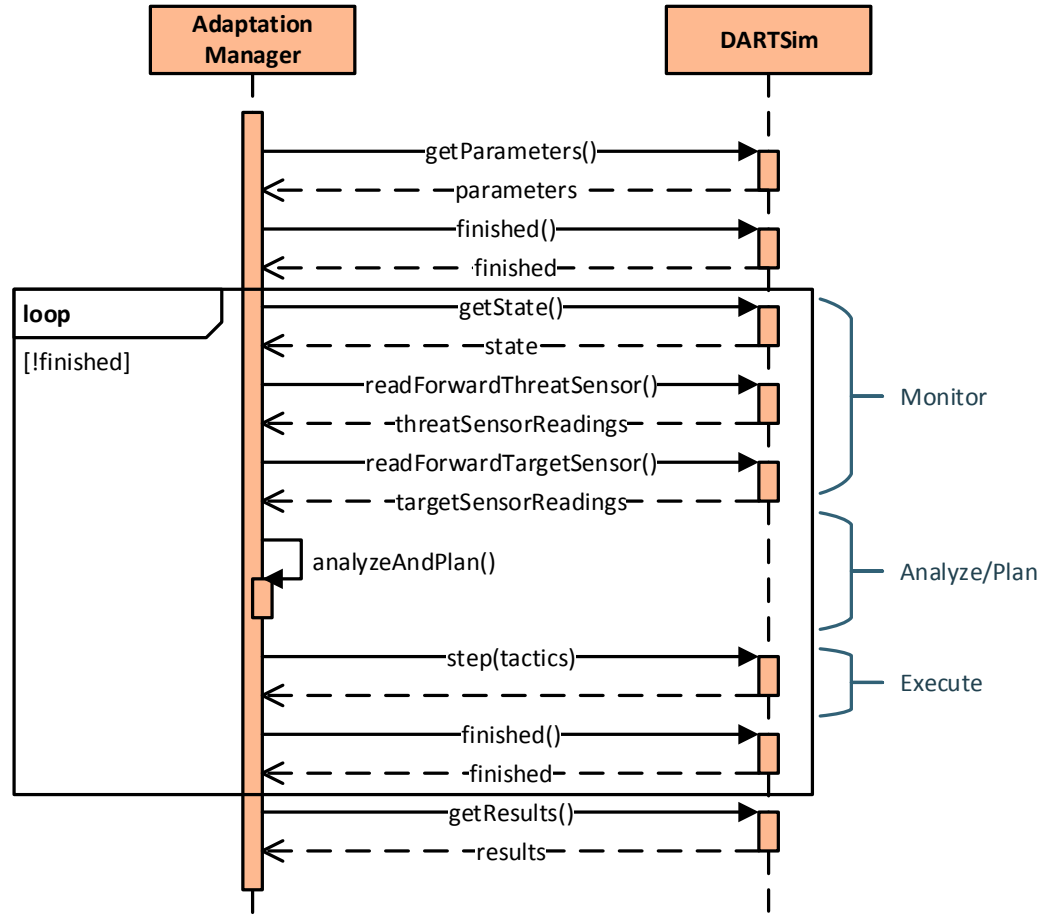 Adaptation
Manager
DARTSim
getParameters()
parameters
finished()
finished
loop
[!finished]
getState()
state
readForwardThreatSensor()
threatSensorReadings
readForwardTargetSensor()
targetSensorReadings
Monitor
analyzeAndPlan()
Analyze/Plan
step(tactics)
Execute
finished()
finished
getResults()
results